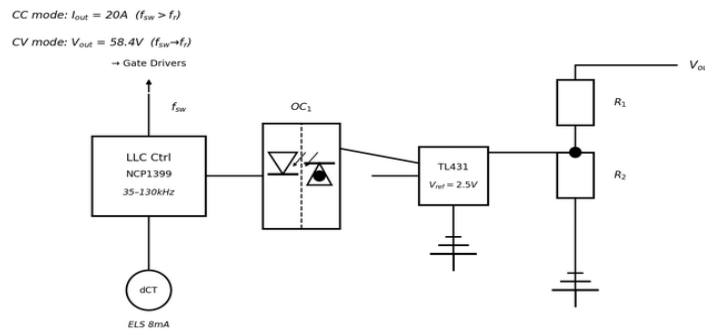 CC mode: Iout = 20A (fsw > fr)
CV mode: Vout = 58.4V (fsw→fr)
→ Gate Drivers
fsw
OC1
Vou
R1
LLC Ctrl
NCP1399
35–130kHz
TL431
Vref = 2.5V
R2
dCT
ELS 8mA